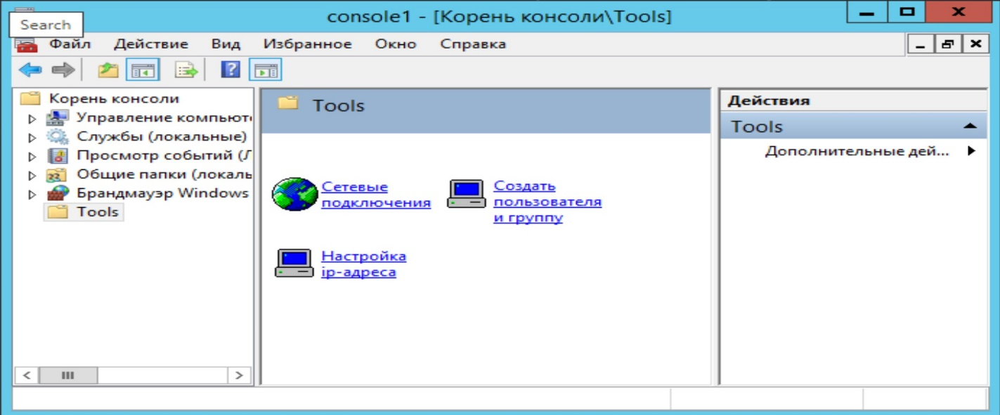 console1 - [Корень консоли\Tools]
Search
Файл Действие Вид Избранное Окно Справка
Корень консоли
Управление компьют
Службы (локальные)
Просмотр событий (Л
Общие папки (локаль
Брандмауэр Windows
Tools
Tools
Сетевые
подключения
Создать
пользователя
и группу
Настройка
ip-адреса
Действия
Tools
Дополнительные дей...